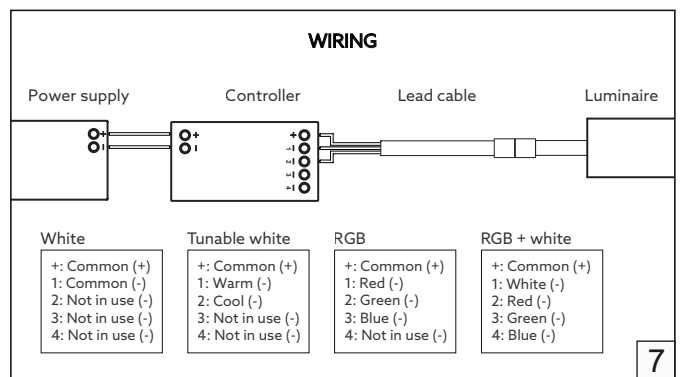 WIRING
Power supply
Controller
Lead cable
Luminaire
+
-
+
-
+
1 -
2 -
3 -
4 -
White
+: Common (+)
1: Common (-)
2: Not in use (-)
3: Not in use (-)
4: Not in use (-)
Tunable white
+: Common (+)
1: Warm (-)
2: Cool (-)
3: Not in use (-)
4: Not in use (-)
RGB
+: Common (+)
1: Red (-)
2: Green (-)
3: Blue (-)
4: Not in use (-)
RGB + white
+: Common (+)
1: White (-)
2: Red (-)
3: Green (-)
4: Blue (-)
7